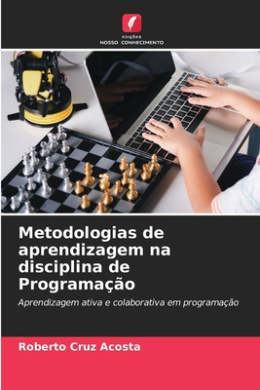 edições
NOSSO CONHECIMENTO
Metodologias de
aprendizagem na
disciplina de
Programação
Aprendizagem ativa e colaborativa em programação
Roberto Cruz Acosta